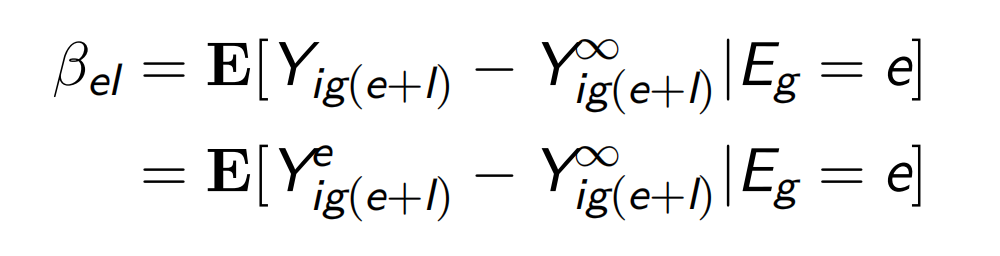 β_{el} = E[Y_{ig(e+l)} − Y^∞_{ig(e+l)}|E_g = e]
= E[Y^e_{ig(e+l)} − Y^∞_{ig(e+l)}|E_g = e]